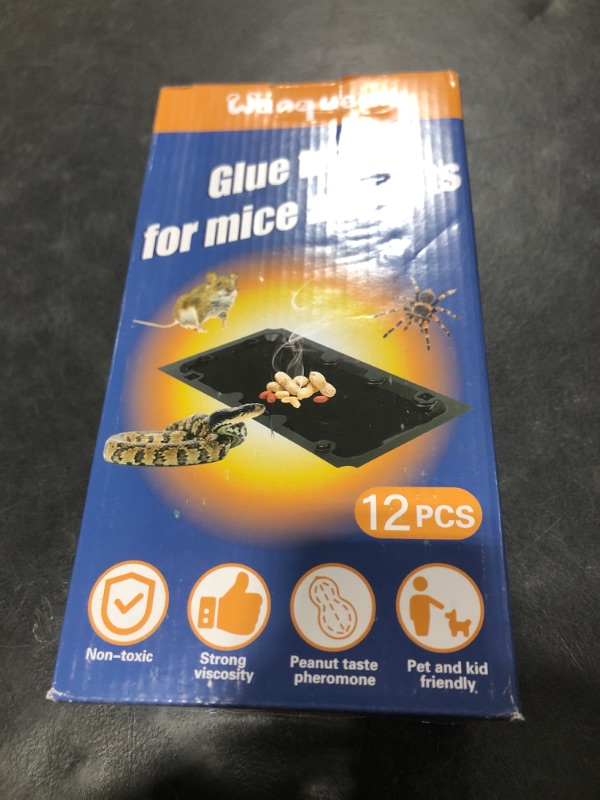 Glue
for mice
12 PCS
Non-toxic
Strong
viscosity
Peanut taste
pheromone
Pet and kid
friendly